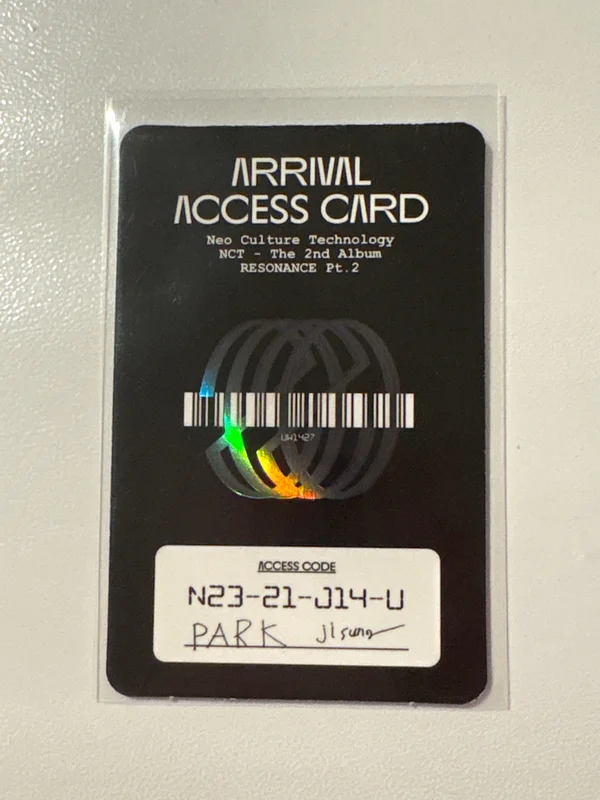 ARRIVAL
ACCESS CARD
Neo Culture Technology
NCT - The 2nd Album
RESONANCE Pt.2
UW1427
ACCESS CODE
N23-21-J14-U
PARK jisung